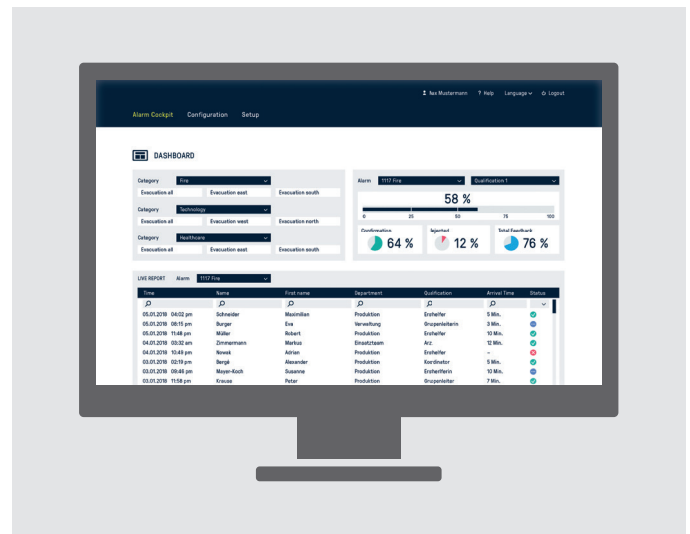 Max Mustermann ? Help Language Logout
Alarm Cockpit Configuration Setup
DASHBOARD
Category Fire
Evacuation all Evacuation east Evacuation south
Category Technology
Evacuation all Evacuation west Evacuation north
Category Healthcare
Evacuation all Evacuation east Evacuation south
Alarm 1117 Fire Qualification 1
58 %
0 25 50 75 100
Confirmation Rejected Total Feedback
64 % 12 % 76 %
LIVE REPORT Alarm 1117 Fire
Time Name First name Department Qualification Arrival Time Status
05.01.2018 04:02 pm Schneider Maximilian Produktion Ersthelfer 5 Min.
05.01.2018 08:15 pm Burger Eva Verwaltung Gruppenleiterin 3 Min.
05.01.2018 11:48 pm Müller Robert Produktion Ersthelfer 10 Min.
04.01.2018 03:32 am Zimmermann Markus Einsatzteam Arz. 12 Min.
04.01.2018 10:49 pm Nowak Adrian Produktion Ersthelfer –
03.01.2018 02:19 pm Bergé Alexander Produktion Koordinator 5 Min.
03.01.2018 09:46 pm Mayer-Koch Susanne Produktion Ersthelferin 10 Min.
03.01.2018 11:58 pm Krause Peter Produktion Gruppenleiter 7 Min.